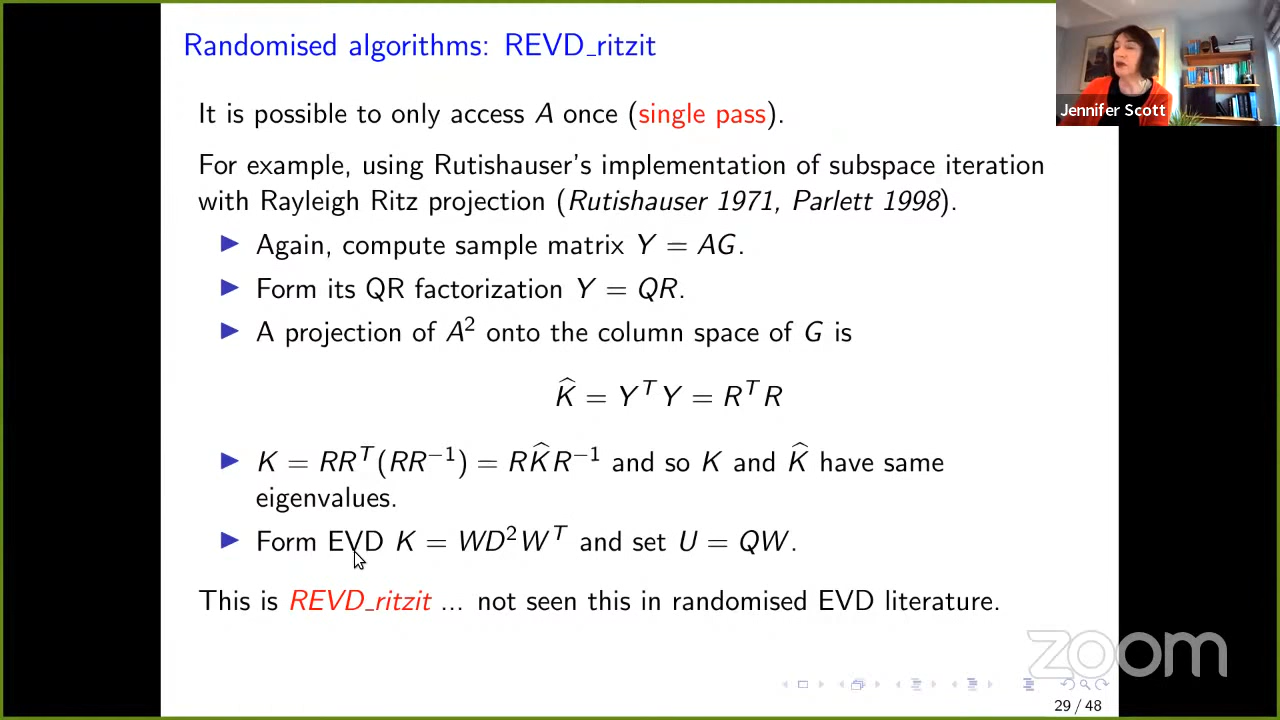 Randomised algorithms: REVD_ritzit
It is possible to only access A once (single pass).
For example, using Rutishauser's implementation of subspace iteration
with Rayleigh Ritz projection (Rutishauser 1971, Parlett 1998).
▶ Again, compute sample matrix Y = AG.
▶ Form its QR factorization Y = QR.
▶ A projection of A² onto the column space of G is
K̂ = YᵀY = RᵀR
▶ K = RRᵀ(RR⁻¹) = RK̂R⁻¹ and so K and K̂ have same
eigenvalues.
▶ Form EVD K = WD²Wᵀ and set U = QW.
This is REVD_ritzit ... not seen this in randomised EVD literature.
29 / 48
Jennifer Scott
zoom